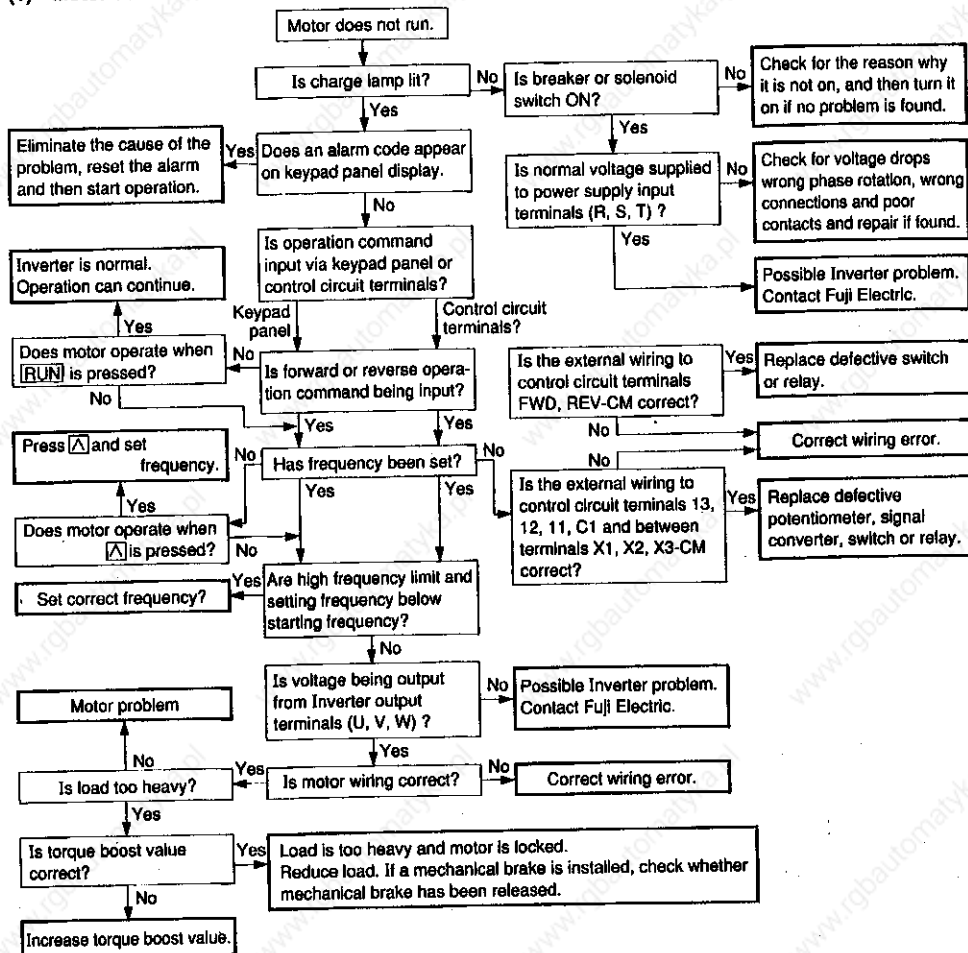 Motor does not run.
Is charge lamp lit?
No
Is breaker or solenoid
switch ON?
No
Check for the reason why
it is not on, and then turn it
on if no problem is found.
Yes
Yes
Eliminate the cause of the
problem, reset the alarm
and then start operation.
Yes
Does an alarm code appear
on keypad panel display.
Is normal voltage supplied
to power supply input
terminals (R, S, T) ?
No
Check for voltage drops
wrong phase rotation, wrong
connections and poor
contacts and repair if found.
No
Yes
Is operation command
input via keypad panel or
control circuit terminals?
Inverter is normal.
Operation can continue.
Possible Inverter problem.
Contact Fuji Electric.
Keypad
panel
Control circuit
terminals?
Yes
Does motor operate when
RUN is pressed?
No
Is forward or reverse opera-
tion command being input?
Is the external wiring to
control circuit terminals
FWD, REV-CM correct?
Yes
Replace defective switch
or relay.
No
Yes
Yes
No
Correct wiring error.
Press ∧ and set
frequency.
No
Has frequency been set?
No
No
Yes
Yes
Yes
Is the external wiring to
control circuit teminals 13,
12, 11, C1 and between
terminals X1, X2, X3-CM
correct?
Yes
Replace defective
potentiometer, signal
converter, switch or relay.
Does motor operate when
∧ is pressed?
No
Set correct frequency?
Yes
Are high frequency limit and
setting frequency below
starting frequency?
No
Is voltage being output
from Inverter output
terminals (U, V, W) ?
No
Possible Inverter problem.
Contact Fuji Electric.
Motor problem
Yes
No
Is load too heavy?
Yes
Is motor wiring correct?
No
Correct wiring error.
Yes
Is torque boost value
correct?
Yes
Load is too heavy and motor is locked.
Reduce load. If a mechanical brake is installed, check whether
mechanical brake has been released.
No
Increase torque boost value.
www.rgbautomatyka.pl